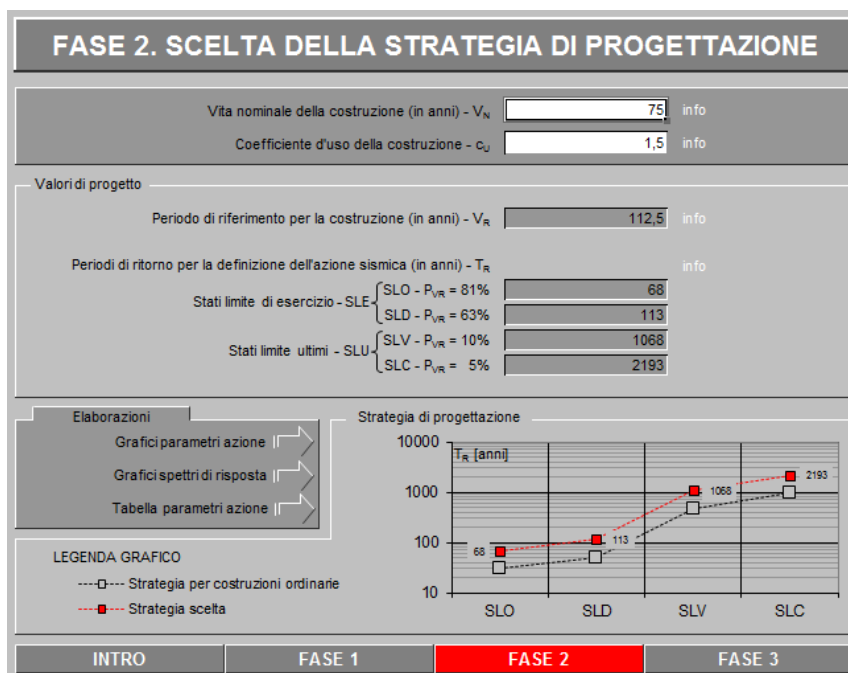 FASE 2. SCELTA DELLA STRATEGIA DI PROGETTAZIONE
Vita nominale della costruzione (in anni) - VN 75 info
Coefficiente d'uso della costruzione - cU 1,5 info
Valori di progetto
Periodo di riferimento per la costruzione (in anni) - VR 112,5 info
Periodi di ritorno per la definizione dell'azione sismica (in anni) - TR info
Stati limite di esercizio - SLE
SLO - PVR = 81% 68
SLD - PVR = 63% 113
Stati limite ultimi - SLU
SLV - PVR = 10% 1068
SLC - PVR = 5% 2193
Elaborazioni
Grafici parametri azione
Grafici spettri di risposta
Tabella parametri azione
LEGENDA GRAFICO
Strategia per costruzioni ordinarie
Strategia scelta
Strategia di progettazione
TR [anni]
10000
1000
100
10
68
113
1068
2193
SLO SLD SLV SLC
INTRO FASE 1 FASE 2 FASE 3